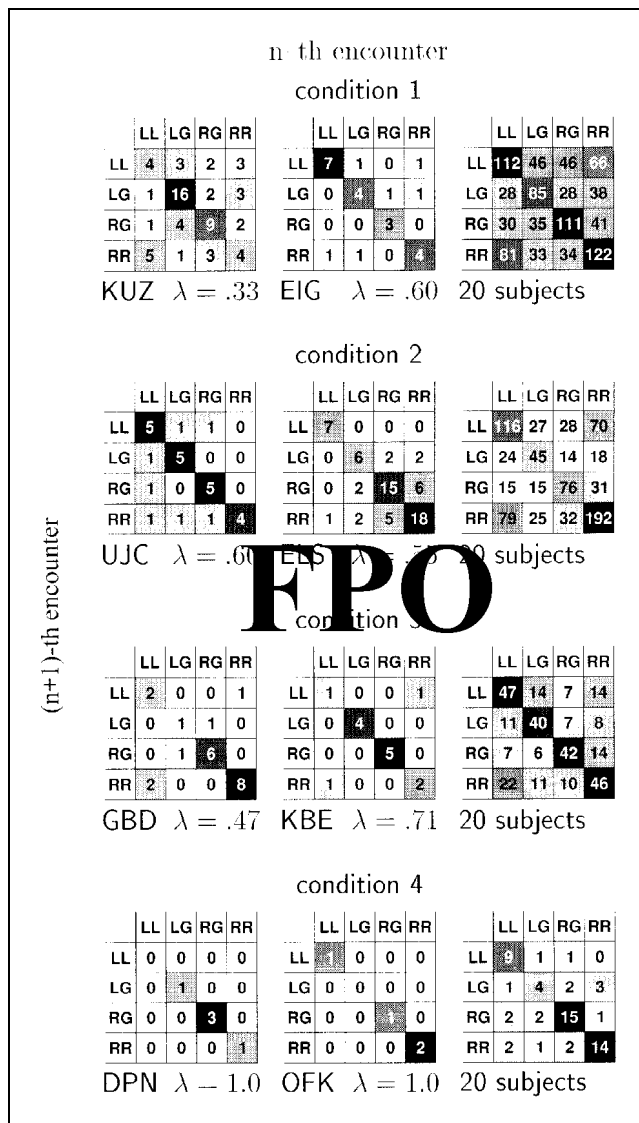 n–th encounter
condition 1
LL LG RG RR LL LG RG RR LL LG RG RR
LL 4 3 2 3 LL 7 1 0 1 LL 112 46 46 66
LG 1 16 2 3 LG 0 4 1 1 LG 28 85 28 38
RG 1 4 9 2 RG 0 0 3 0 RG 30 35 111 41
RR 5 1 3 4 RR 1 1 0 4 RR 81 33 34 122
KUZ λ = .33 EIG λ = .60 20 subjects
condition 2
LL LG RG RR LL LG RG RR LL LG RG RR
LL 5 1 1 0 LL 7 0 0 0 LL 116 27 28 70
LG 1 5 0 0 LG 0 6 2 2 LG 24 45 14 18
RG 1 0 5 0 RG 0 2 15 6 RG 15 15 76 31
RR 1 1 1 4 RR 1 2 5 18 RR 79 25 32 192
UJC λ = ELS λ = 20 subjects
FPO
condition
(n+1)-th encounter
LL LG RG RR LL LG RG RR LL LG RG RR
LL 2 0 0 1 LL 1 0 0 1 LL 47 14 7 14
LG 0 1 1 0 LG 0 4 0 0 LG 11 40 7 8
RG 0 1 6 0 RG 0 0 5 0 RG 7 6 42 14
RR 2 0 0 8 RR 1 0 0 2 RR 22 11 10 46
GBD λ = .47 KBE λ = .71 20 subjects
condition 4
LL LG RG RR LL LG RG RR LL LG RG RR
LL 0 0 0 0 LL 1 0 0 0 LL 9 1 1 0
LG 0 1 0 0 LG 0 0 0 0 LG 1 4 2 3
RG 0 0 3 0 RG 0 0 1 0 RG 2 2 15 1
RR 0 0 0 1 RR 0 0 0 2 RR 2 1 2 14
DPN λ = 1.0 OFK λ = 1.0 20 subjects